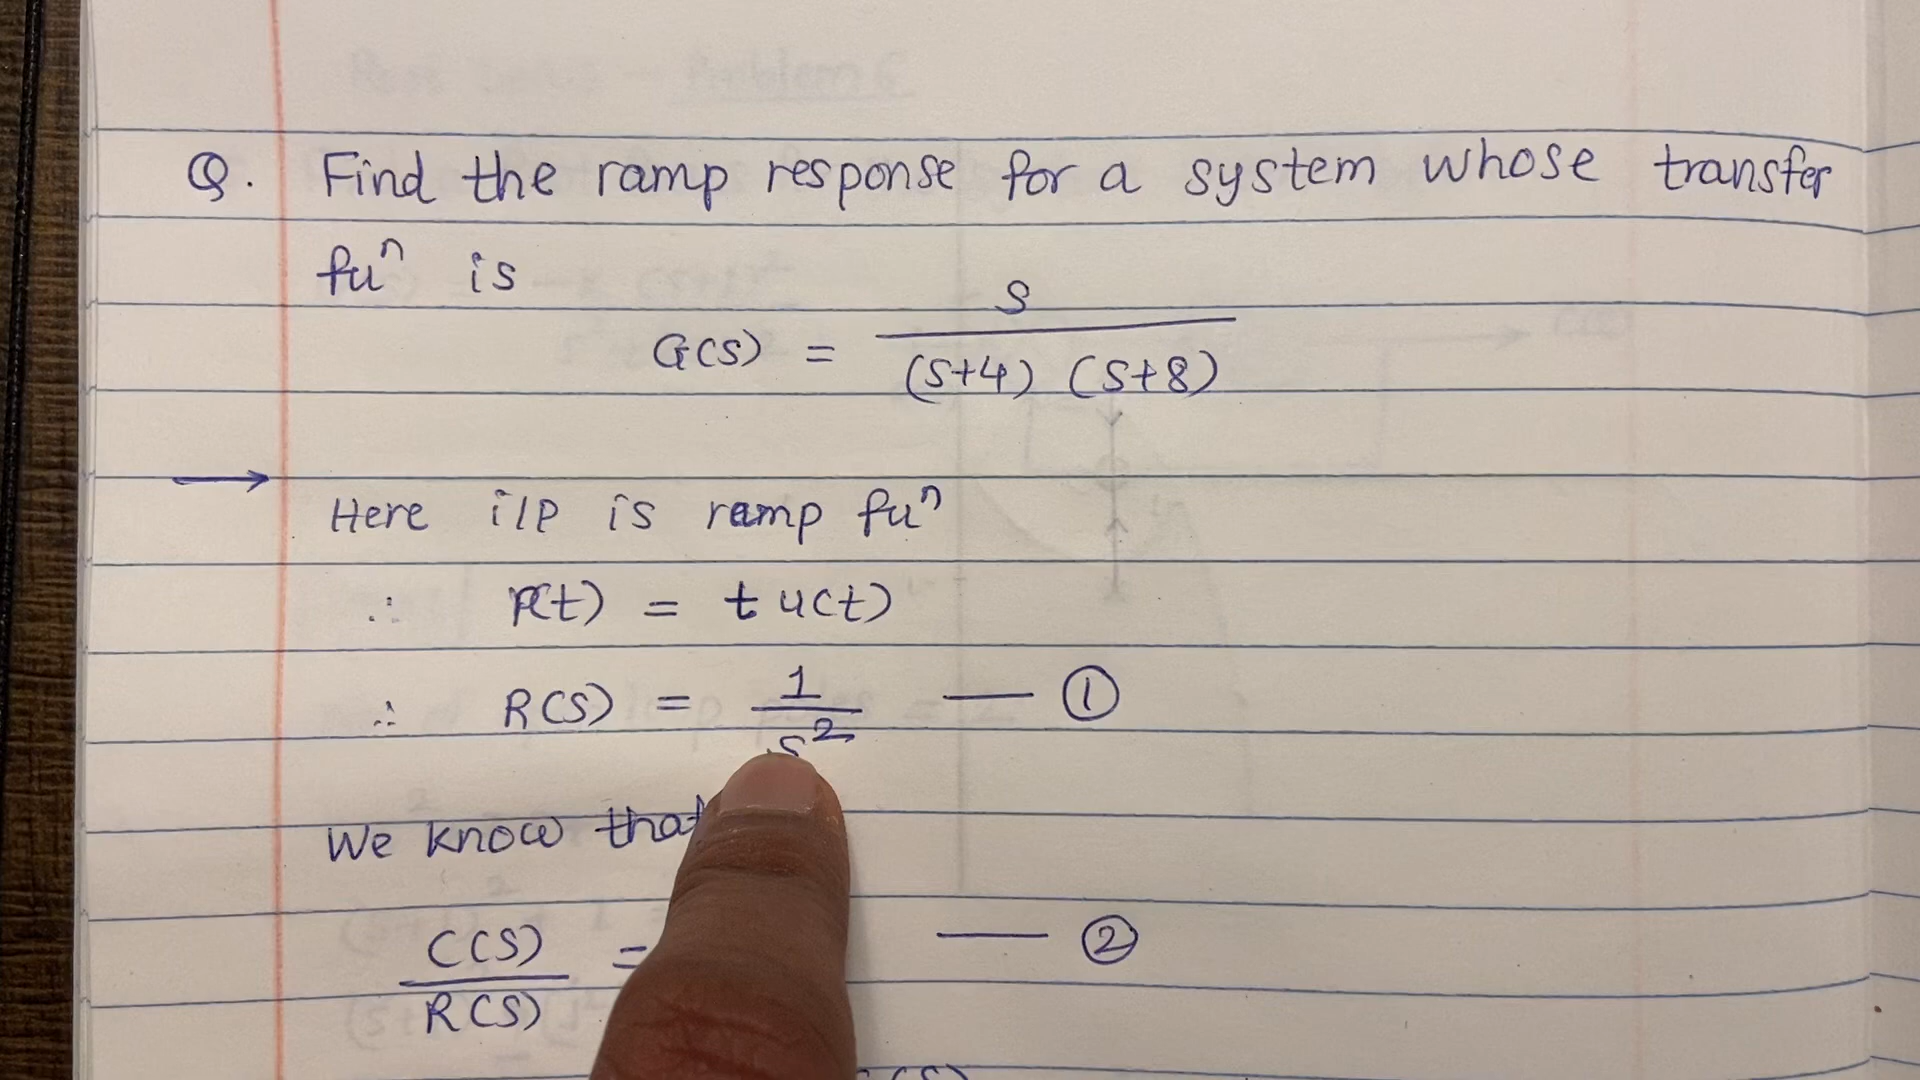 Q. Find the ramp response for a system whose transfer
fuⁿ is
G(S) = S / (S+4) (S+8)
→ Here i/p is ramp fuⁿ
∴ r(t) = t u(t)
∴ R(S) = 1 / s² — ①
We know that
C(S) / R(S) = — ②
(S)